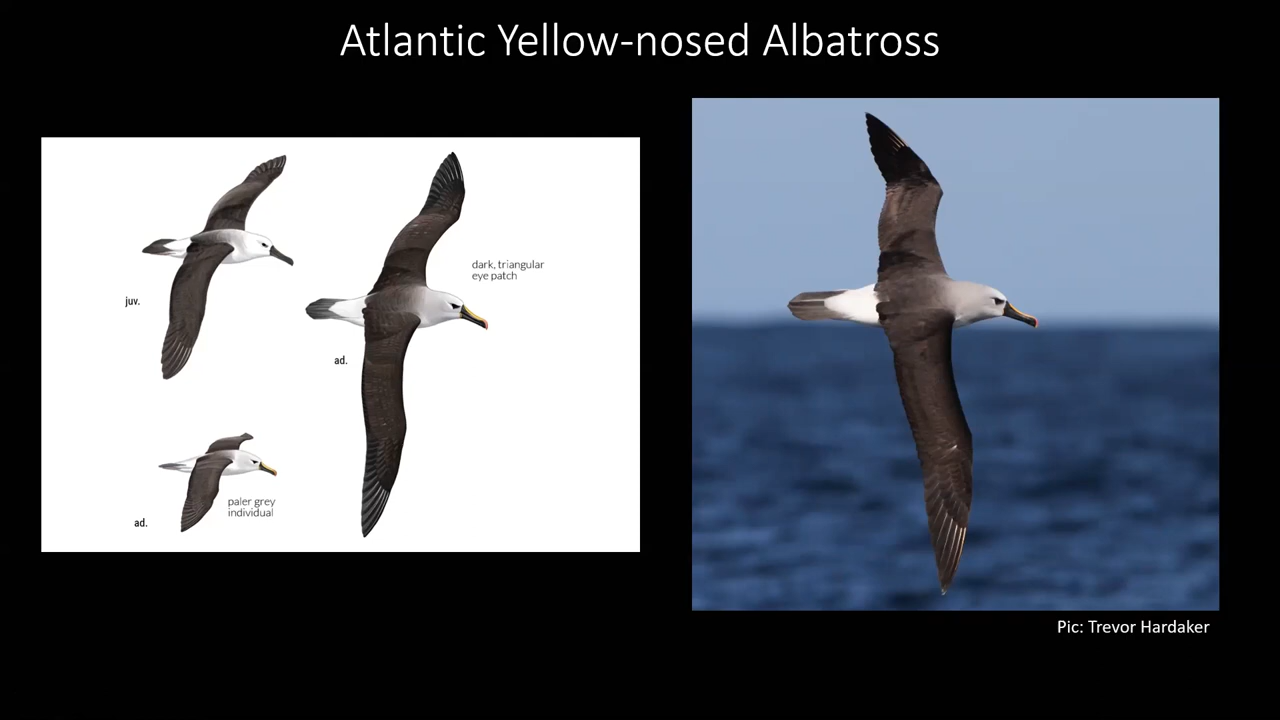 Atlantic Yellow-nosed Albatross
juv.
dark, triangular
eye patch
ad.
paler grey
individual
ad.
Pic: Trevor Hardaker